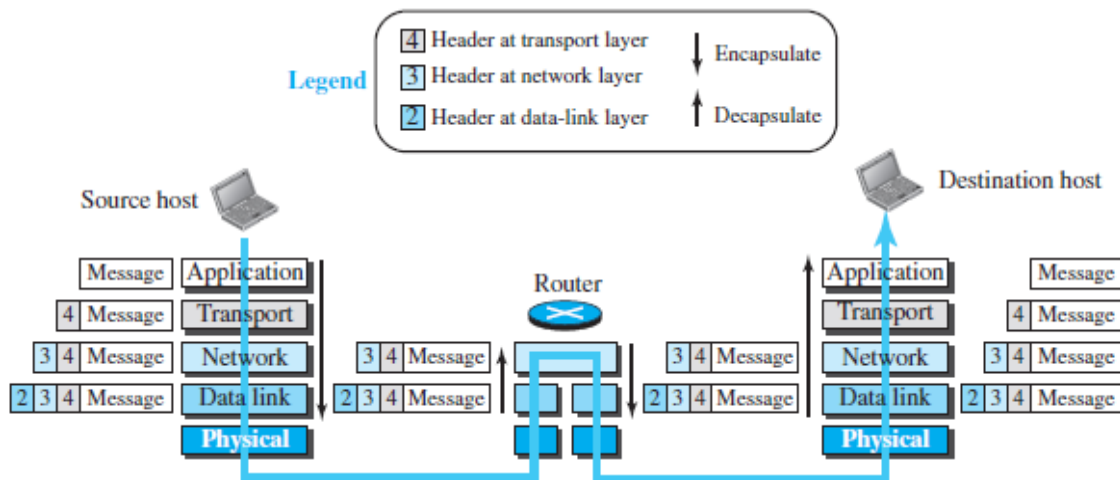 Legend
4 Header at transport layer
3 Header at network layer
2 Header at data-link layer
Encapsulate
Decapsulate
Source host
Destination host
Router
Message Application
4 Message Transport
3 4 Message Network
2 3 4 Message Data link
Physical
3 4 Message
2 3 4 Message
3 4 Message
2 3 4 Message
Application Message
Transport 4 Message
Network 3 4 Message
Data link 2 3 4 Message
Physical